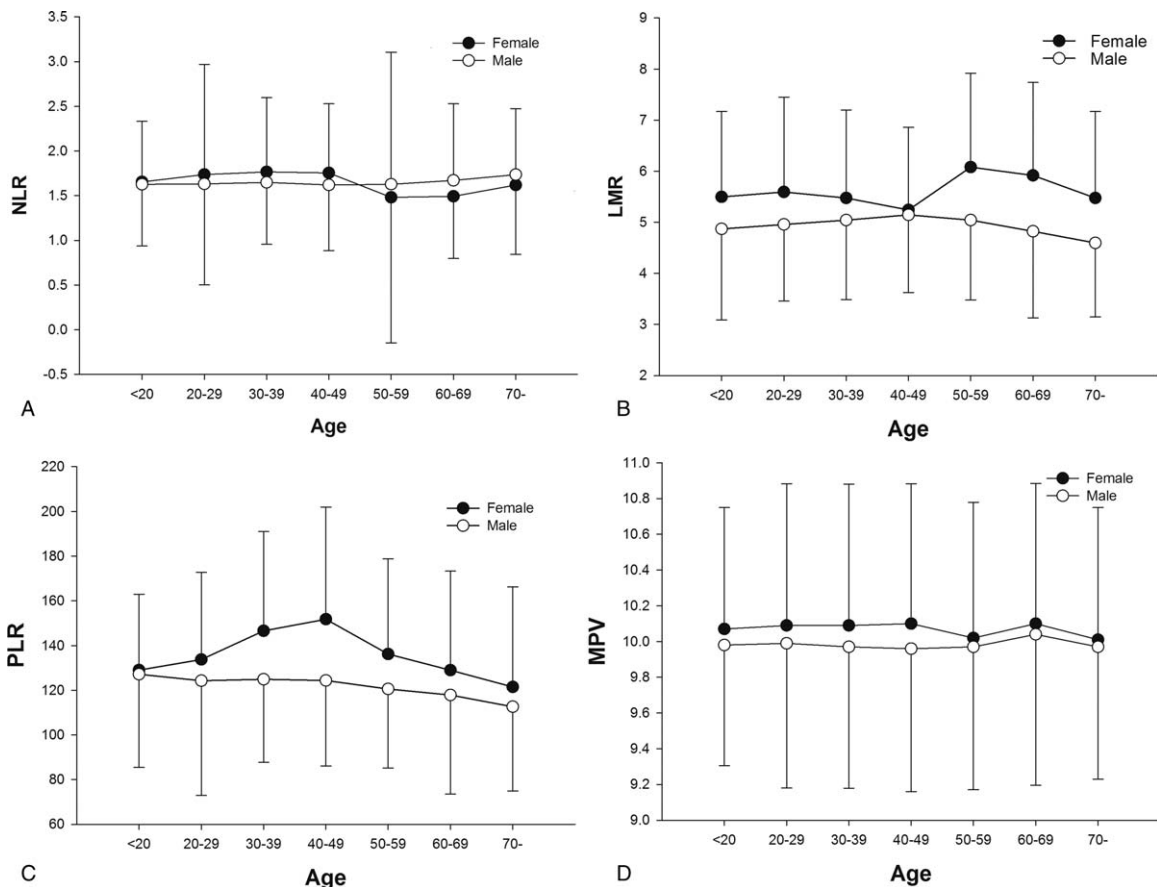 3.5
3.0
2.5
2.0
1.5
1.0
0.5
0.0
-0.5
NLR
Female
Male
<20 20-29 30-39 40-49 50-59 60-69 70-
Age
A
9
8
7
6
5
4
3
2
LMR
Female
Male
<20 20-29 30-39 40-49 50-59 60-69 70-
Age
B
220
200
180
160
140
120
100
80
60
PLR
Female
Male
<20 20-29 30-39 40-49 50-59 60-69 70-
Age
C
11.0
10.8
10.6
10.4
10.2
10.0
9.8
9.6
9.4
9.2
9.0
MPV
Female
Male
<20 20-29 30-39 40-49 50-59 60-69 70-
Age
D